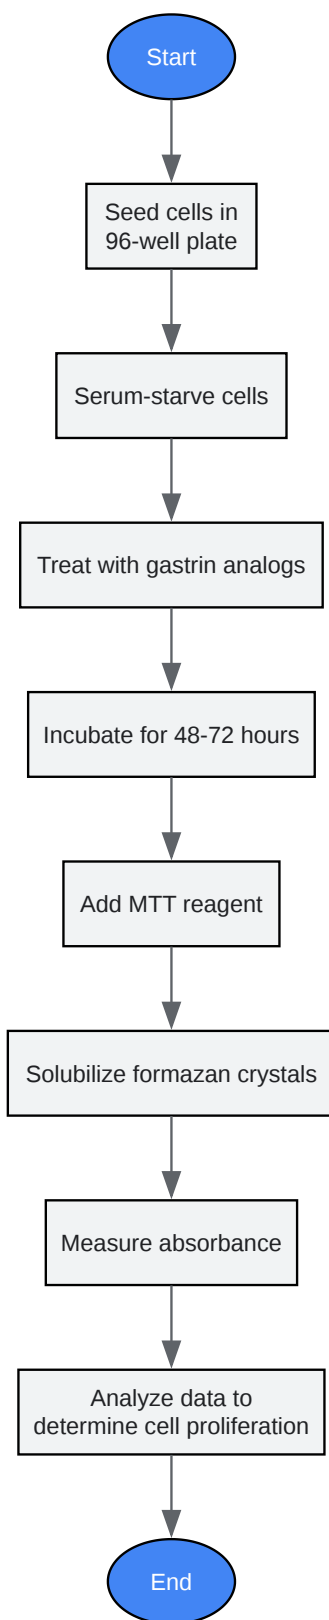 Start
Seed cells in
96-well plate
Serum-starve cells
Treat with gastrin analogs
Incubate for 48-72 hours
Add MTT reagent
Solubilize formazan crystals
Measure absorbance
Analyze data to
determine cell proliferation
End